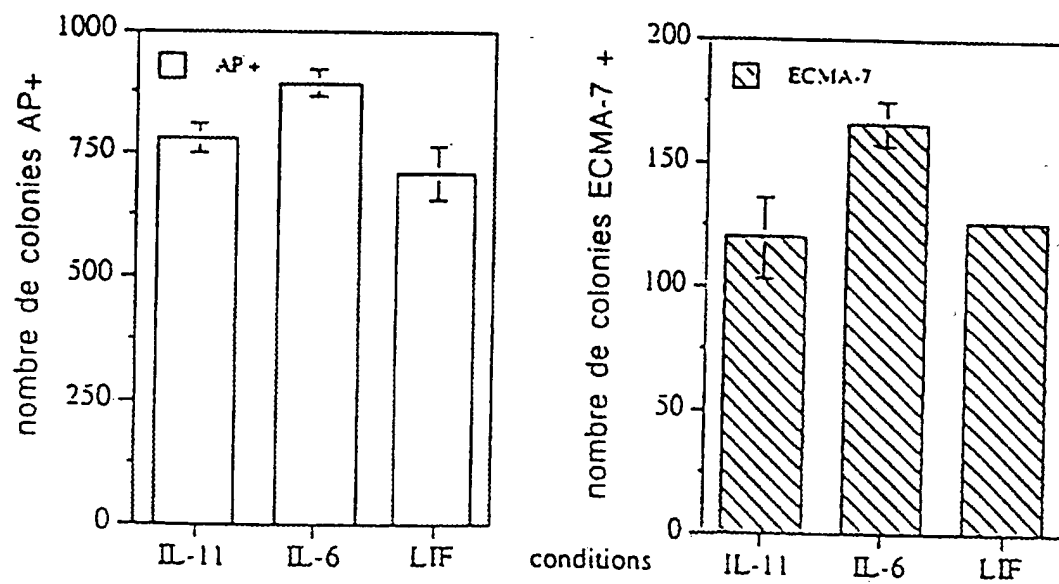 nombre de colonies AP+
1000
750
500
250
0
AP+
IL-11
IL-6
LIF
conditions
nombre de colonies ECMA-7 +
200
150
100
50
0
ECMA-7
IL-11
IL-6
LIF